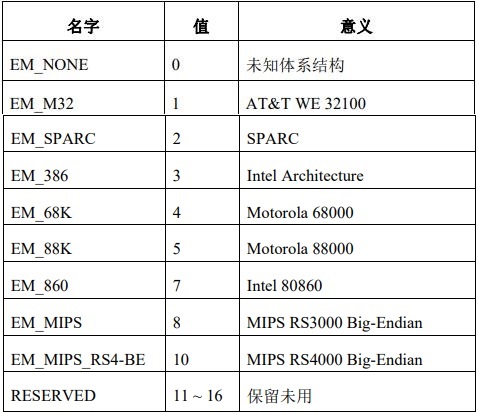 名字 值 意义
EM_NONE 0 未知体系结构
EM_M32 1 AT&T WE 32100
EM_SPARC 2 SPARC
EM_386 3 Intel Architecture
EM_68K 4 Motorola 68000
EM_88K 5 Motorola 88000
EM_860 7 Intel 80860
EM_MIPS 8 MIPS RS3000 Big-Endian
EM_MIPS_RS4-BE 10 MIPS RS4000 Big-Endian
RESERVED 11 ~ 16 保留未用